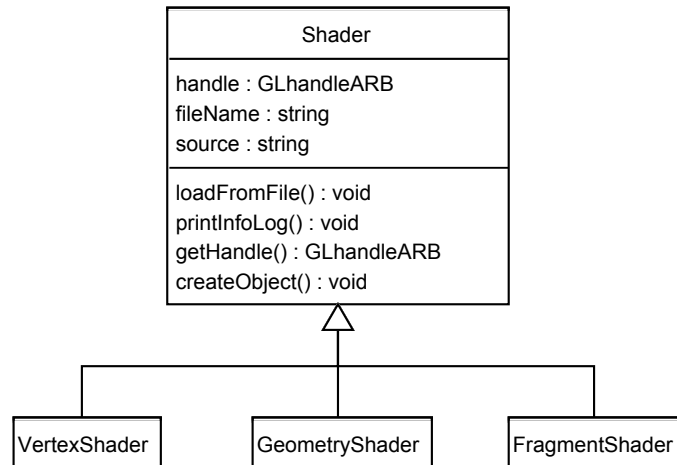 Shader
handle : GLhandleARB
fileName : string
source : string
loadFromFile() : void
printInfoLog() : void
getHandle() : GLhandleARB
createObject() : void
VertexShader
GeometryShader
FragmentShader